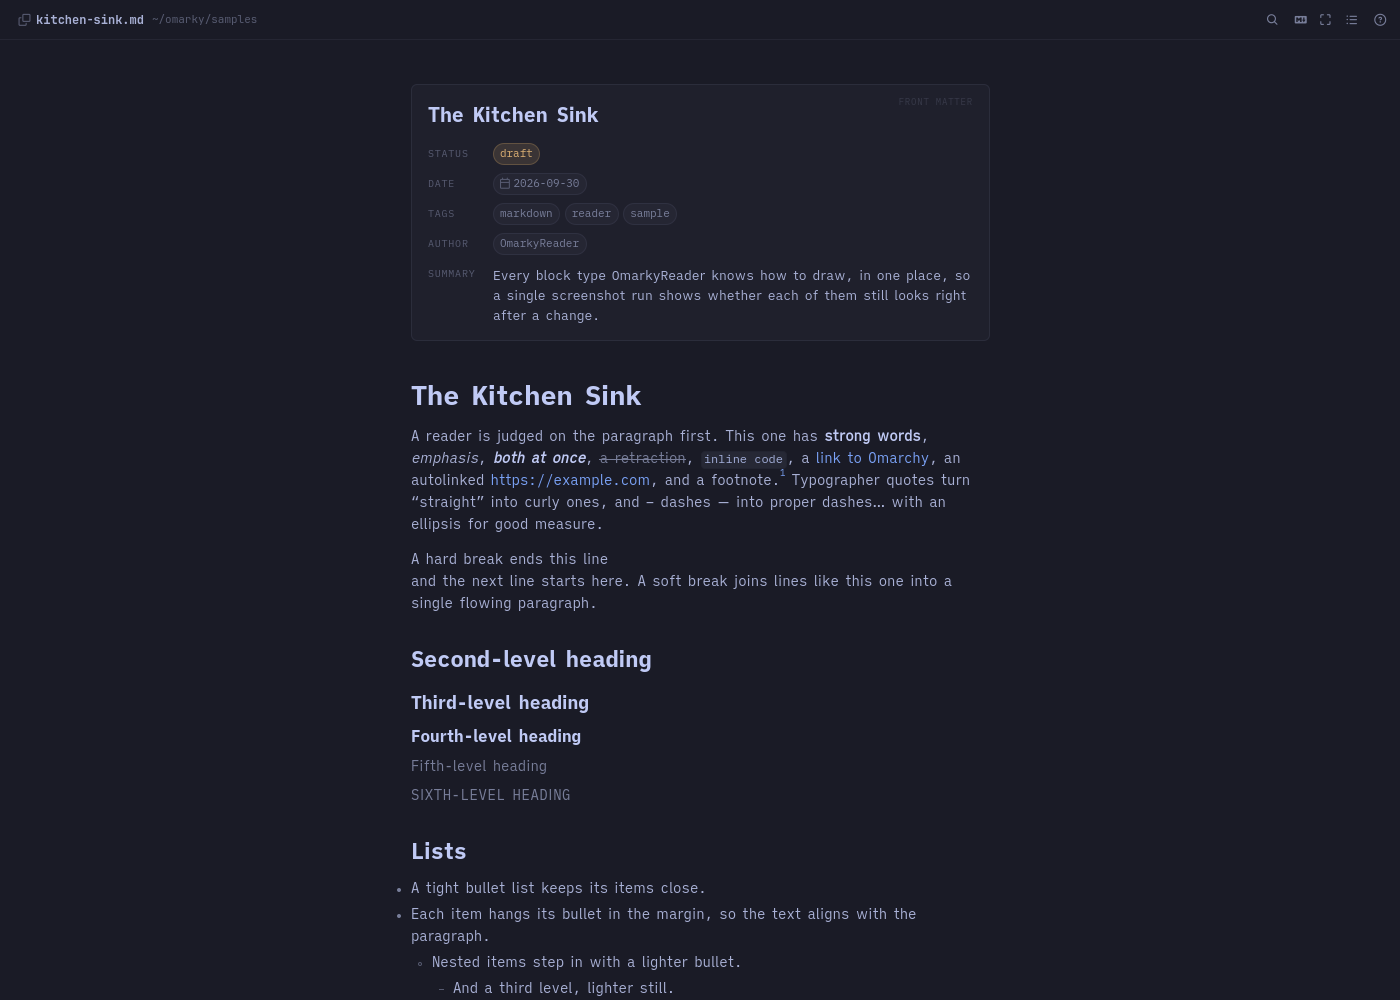 kitchen-sink.md ~/omarky/samples
FRONT MATTER
The Kitchen Sink
STATUS draft
DATE 2026-09-30
TAGS markdown reader sample
AUTHOR OmarkyReader
SUMMARY Every block type OmarkyReader knows how to draw, in one place, so
a single screenshot run shows whether each of them still looks right
after a change.
The Kitchen Sink
A reader is judged on the paragraph first. This one has strong words,
emphasis, both at once, a retraction, inline code, a link to Omarchy, an
autolinked https://example.com, and a footnote.1 Typographer quotes turn
“straight” into curly ones, and – dashes — into proper dashes… with an
ellipsis for good measure.
A hard break ends this line
and the next line starts here. A soft break joins lines like this one into a
single flowing paragraph.
Second-level heading
Third-level heading
Fourth-level heading
Fifth-level heading
SIXTH-LEVEL HEADING
Lists
• A tight bullet list keeps its items close.
• Each item hangs its bullet in the margin, so the text aligns with the
paragraph.
◦ Nested items step in with a lighter bullet.
– And a third level, lighter still.